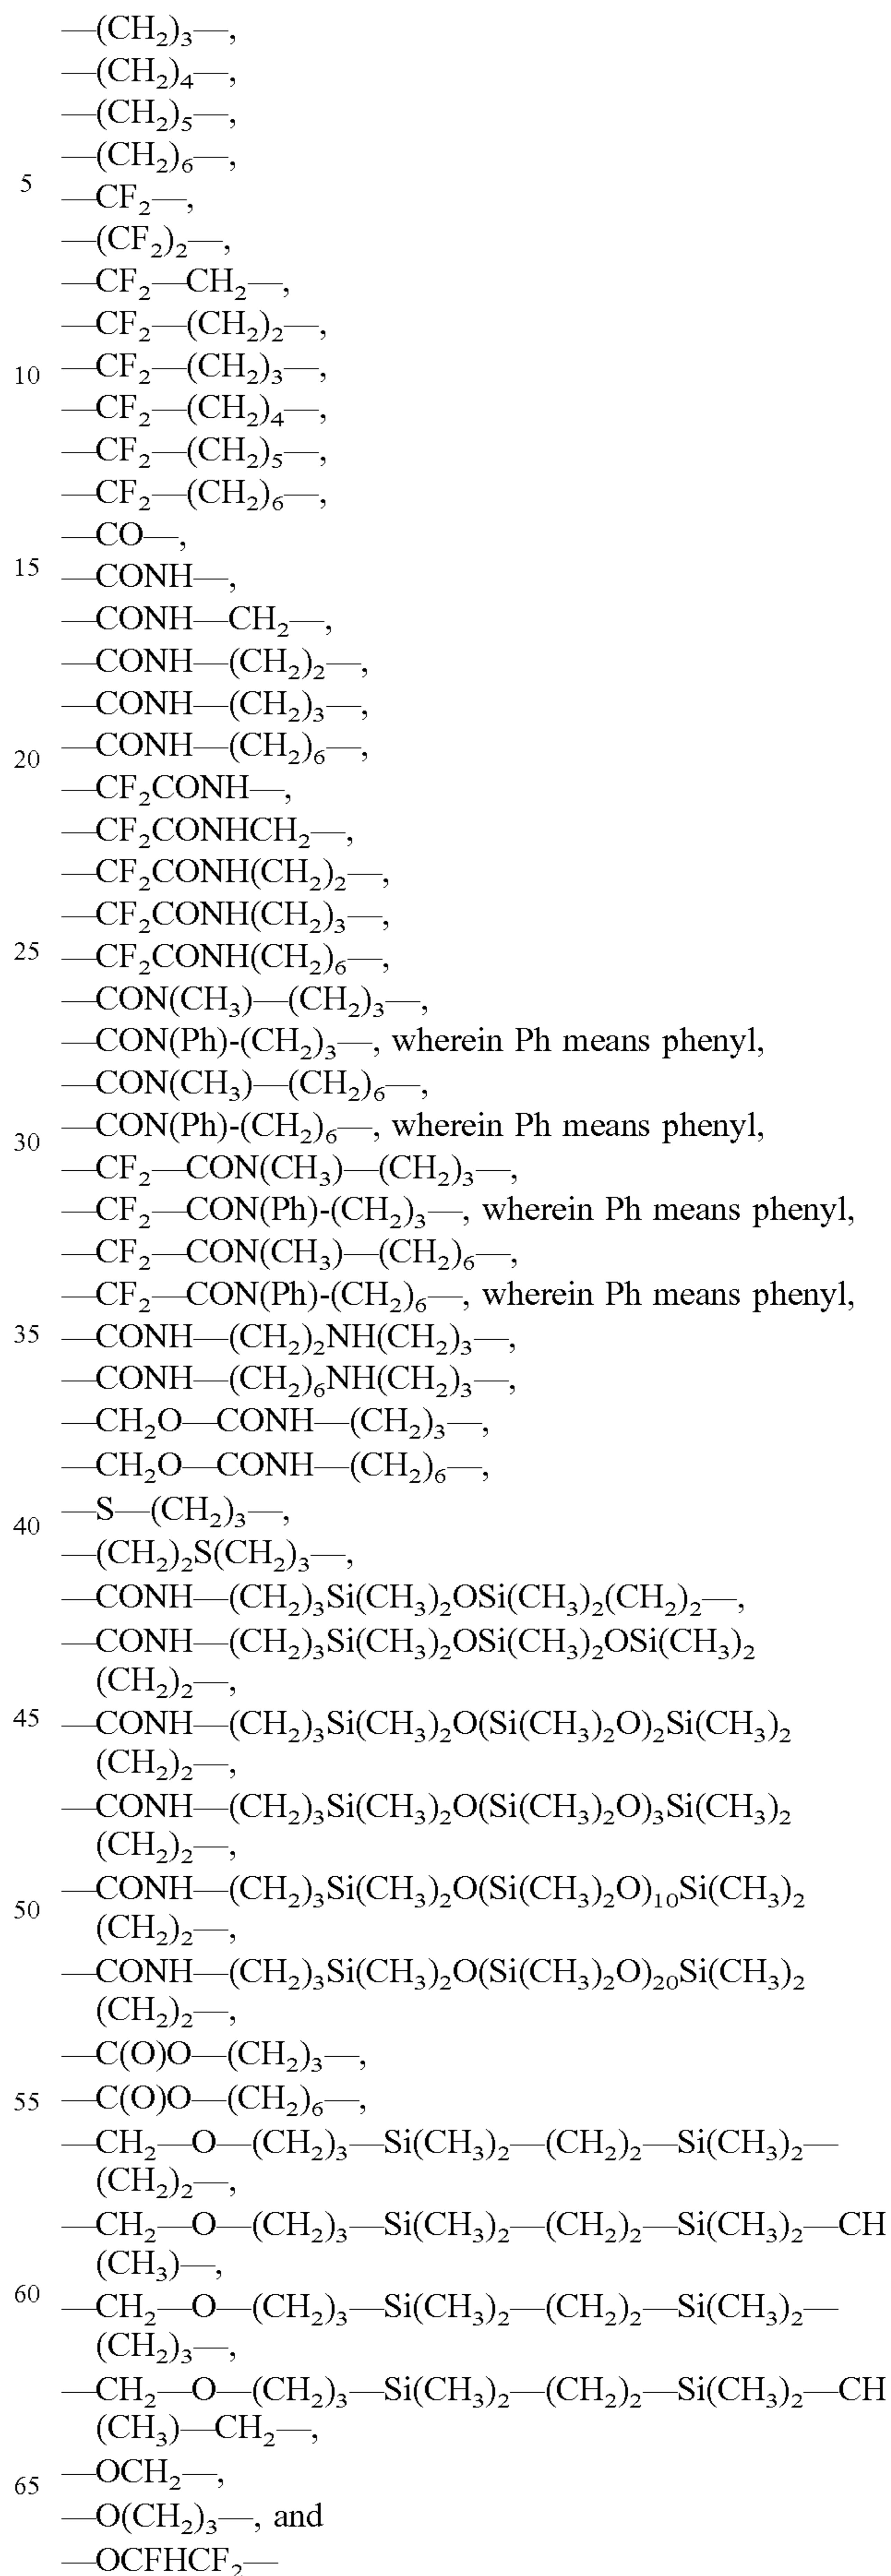 —(CH₂)₃—,
—(CH₂)₄—,
—(CH₂)₅—,
—(CH₂)₆—,
5
—CF₂—,
—(CF₂)₂—,
—CF₂—CH₂—,
—CF₂—(CH₂)₂—,
10 —CF₂—(CH₂)₃—,
—CF₂—(CH₂)₄—,
—CF₂—(CH₂)₅—,
—CF₂—(CH₂)₆—,
—CO—,
15 —CONH—,
—CONH—CH₂—,
—CONH—(CH₂)₂—,
—CONH—(CH₂)₃—,
20 —CONH—(CH₂)₆—,
—CF₂CONH—,
—CF₂CONHCH₂—,
—CF₂CONH(CH₂)₂—,
—CF₂CONH(CH₂)₃—,
25 —CF₂CONH(CH₂)₆—,
—CON(CH₃)—(CH₂)₃—,
—CON(Ph)-(CH₂)₃—, wherein Ph means phenyl,
—CON(CH₃)—(CH₂)₆—,
30 —CON(Ph)-(CH₂)₆—, wherein Ph means phenyl,
—CF₂—CON(CH₃)—(CH₂)₃—,
—CF₂—CON(Ph)-(CH₂)₃—, wherein Ph means phenyl,
—CF₂—CON(CH₃)—(CH₂)₆—,
—CF₂—CON(Ph)-(CH₂)₆—, wherein Ph means phenyl,
35 —CONH—(CH₂)₂NH(CH₂)₃—,
—CONH—(CH₂)₆NH(CH₂)₃—,
—CH₂O—CONH—(CH₂)₃—,
—CH₂O—CONH—(CH₂)₆—,
40 —S—(CH₂)₃—,
—(CH₂)₂S(CH₂)₃—,
—CONH—(CH₂)₃Si(CH₃)₂OSi(CH₃)₂(CH₂)₂—,
—CONH—(CH₂)₃Si(CH₃)₂OSi(CH₃)₂OSi(CH₃)₂
(CH₂)₂—,
45 —CONH—(CH₂)₃Si(CH₃)₂O(Si(CH₃)₂O)₂Si(CH₃)₂
(CH₂)₂—,
—CONH—(CH₂)₃Si(CH₃)₂O(Si(CH₃)₂O)₃Si(CH₃)₂
(CH₂)₂—,
50 —CONH—(CH₂)₃Si(CH₃)₂O(Si(CH₃)₂O)₁₀Si(CH₃)₂
(CH₂)₂—,
—CONH—(CH₂)₃Si(CH₃)₂O(Si(CH₃)₂O)₂₀Si(CH₃)₂
(CH₂)₂—,
—C(O)O—(CH₂)₃—,
55 —C(O)O—(CH₂)₆—,
—CH₂—O—(CH₂)₃—Si(CH₃)₂—(CH₂)₂—Si(CH₃)₂—
(CH₂)₂—,
—CH₂—O—(CH₂)₃—Si(CH₃)₂—(CH₂)₂—Si(CH₃)₂—CH
(CH₃)—,
60 —CH₂—O—(CH₂)₃—Si(CH₃)₂—(CH₂)₂—Si(CH₃)₂—
(CH₂)₃—,
—CH₂—O—(CH₂)₃—Si(CH₃)₂—(CH₂)₂—Si(CH₃)₂—CH
(CH₃)—CH₂—,
65 —OCH₂—,
—O(CH₂)₃—, and
—OCFHCF₂—